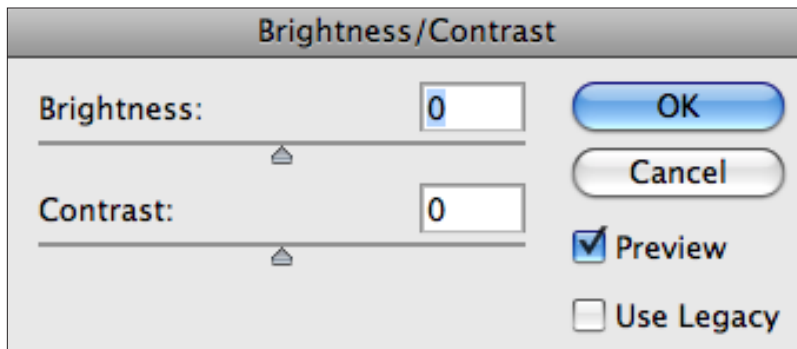 Brightness/Contrast
Brightness: 0
OK
Cancel
Contrast: 0
Preview
Use Legacy